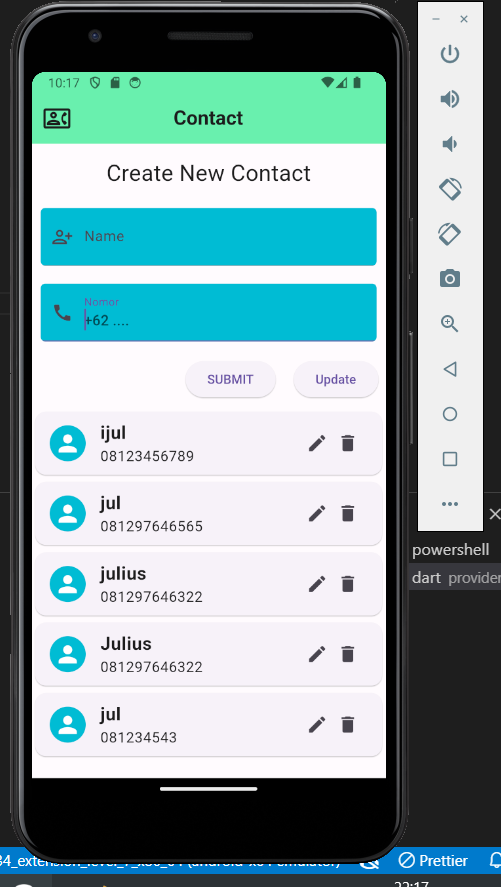 10:17
Contact
Create New Contact
Name
Nomor
+62 ....
SUBMIT
Update
ijul
08123456789
jul
081297646565
julius
081297646322
Julius
081297646322
jul
081234543
powershell
dart provider
Prettier